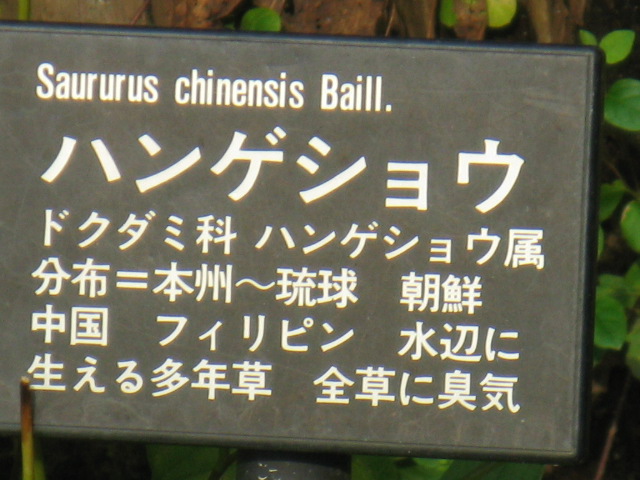 Saururus chinensis Baill.
ハンゲショウ
ドクダミ科 ハンゲショウ属
分布＝本州～琉球　朝鮮
中国　フィリピン　水辺に
生える多年草　全草に臭気